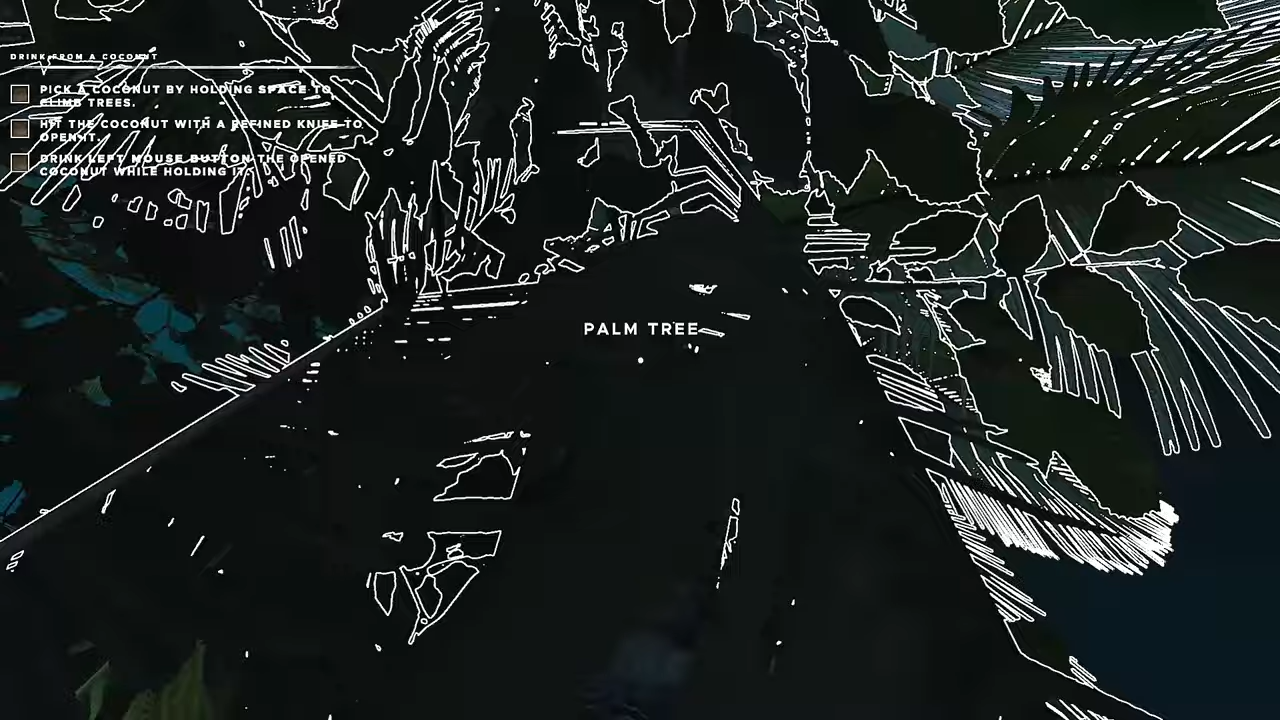 DRINK FROM A COCONUT
PICK A COCONUT BY HOLDING SPACE TO
CLIMB TREES.
HIT THE COCONUT WITH A REFINED KNIFE TO
OPEN IT.
DRINK LEFT MOUSE BUTTON THE OPENED
COCONUT WHILE HOLDING IT.
PALM TREE